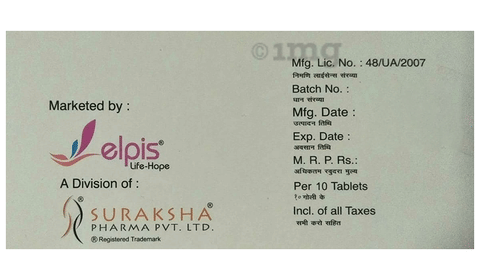 ©1mg
Marketed by :
elpis®
Life-Hope
A Division of :
SURAKSHA®
PHARMA PVT. LTD.
® Registered Trademark
Mfg. Lic. No. : 48/UA/2007
निमाण लाईसेन्स संख्या
Batch No. :
घान संख्या
Mfg. Date :
उत्पादन तिथि
Exp. Date :
अवसान तिथि
M. R. P. Rs.:
अधिकतम खुदरा मुल्य
Per 10 Tablets
१० गोली के
Incl. of all Taxes
सभी करो सहित